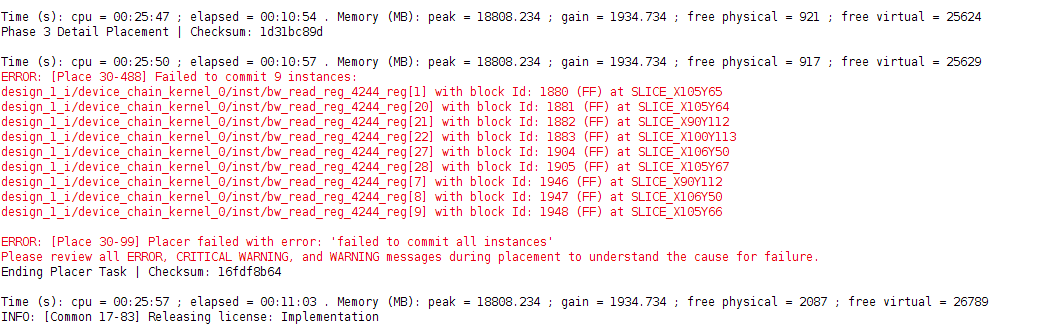 Time (s): cpu = 00:25:47 ; elapsed = 00:10:54 . Memory (MB): peak = 18808.234 ; gain = 1934.734 ; free physical = 921 ; free virtual = 25624
Phase 3 Detail Placement | Checksum: 1d31bc89d
Time (s): cpu = 00:25:50 ; elapsed = 00:10:57 . Memory (MB): peak = 18808.234 ; gain = 1934.734 ; free physical = 917 ; free virtual = 25629
ERROR: [Place 30-488] Failed to commit 9 instances:
design_1_i/device_chain_kernel_0/inst/bw_read_reg_4244_reg[1] with block Id: 1880 (FF) at SLICE_X105Y65
design_1_i/device_chain_kernel_0/inst/bw_read_reg_4244_reg[20] with block Id: 1881 (FF) at SLICE_X105Y64
design_1_i/device_chain_kernel_0/inst/bw_read_reg_4244_reg[21] with block Id: 1882 (FF) at SLICE_X90Y112
design_1_i/device_chain_kernel_0/inst/bw_read_reg_4244_reg[22] with block Id: 1883 (FF) at SLICE_X100Y113
design_1_i/device_chain_kernel_0/inst/bw_read_reg_4244_reg[27] with block Id: 1904 (FF) at SLICE_X106Y50
design_1_i/device_chain_kernel_0/inst/bw_read_reg_4244_reg[28] with block Id: 1905 (FF) at SLICE_X105Y67
design_1_i/device_chain_kernel_0/inst/bw_read_reg_4244_reg[7] with block Id: 1946 (FF) at SLICE_X90Y112
design_1_i/device_chain_kernel_0/inst/bw_read_reg_4244_reg[8] with block Id: 1947 (FF) at SLICE_X106Y50
design_1_i/device_chain_kernel_0/inst/bw_read_reg_4244_reg[9] with block Id: 1948 (FF) at SLICE_X105Y66
ERROR: [Place 30-99] Placer failed with error: 'failed to commit all instances'
Please review all ERROR, CRITICAL WARNING, and WARNING messages during placement to understand the cause for failure.
Ending Placer Task | Checksum: 16fdf8b64
Time (s): cpu = 00:25:57 ; elapsed = 00:11:03 . Memory (MB): peak = 18808.234 ; gain = 1934.734 ; free physical = 2087 ; free virtual = 26789
INFO: [Common 17-83] Releasing license: Implementation